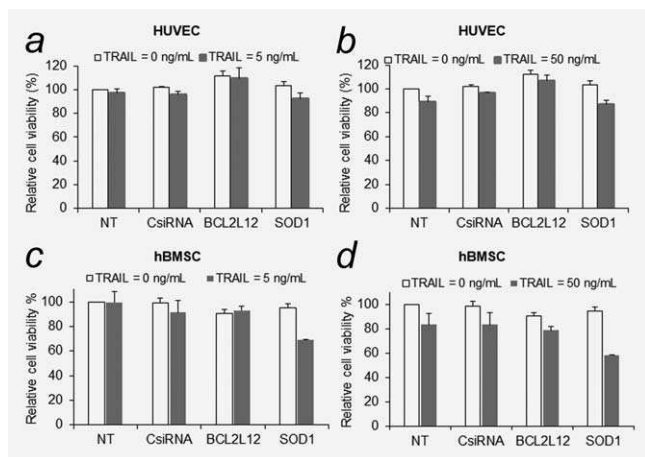 a
HUVEC
TRAIL = 0 ng/mL TRAIL = 5 ng/mL
Relative cell viability (%)
120
100
80
60
40
20
0
NT CsiRNA BCL2L12 SOD1
b
HUVEC
TRAIL = 0 ng/mL TRAIL = 50 ng/mL
Relative cell viability (%)
120
100
80
60
40
20
0
NT CsiRNA BCL2L12 SOD1
c
hBMSC
TRAIL = 0 ng/mL TRAIL = 5 ng/mL
Relative cell viability %
100
80
60
40
20
0
NT CsiRNA BCL2L12 SOD1
d
hBMSC
TRAIL = 0 ng/mL TRAIL = 50 ng/mL
Relative cell viability %
100
80
60
40
20
0
NT CsiRNA BCL2L12 SOD1